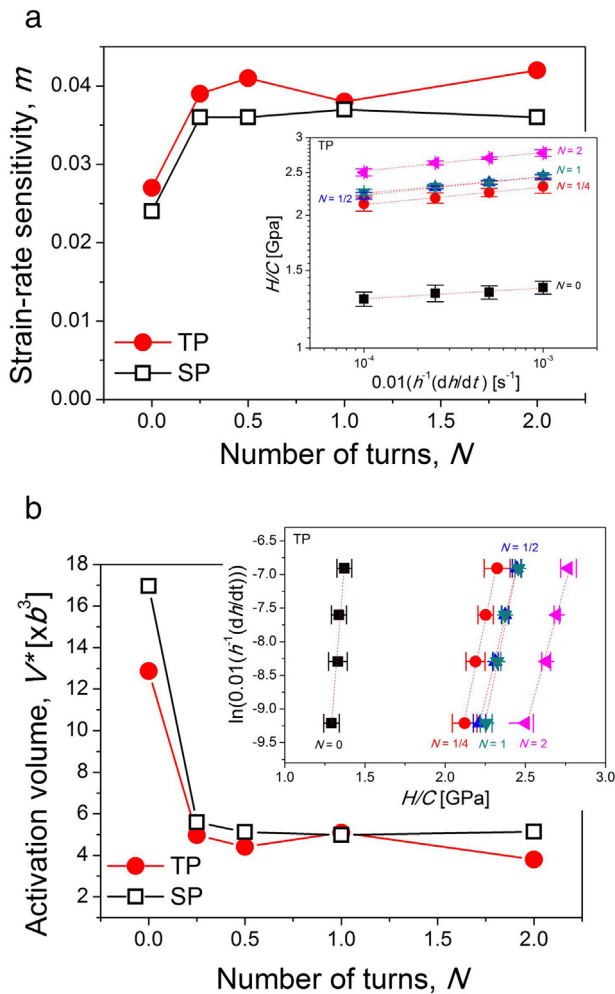 a
Strain-rate sensitivity, m
0.04
0.03
0.02
0.01
0.00
TP
SP
0.0 0.5 1.0 1.5 2.0
Number of turns, N
TP
H/C [Gpa]
3
2.5
2
1.5
1
N = 2
N = 1
N = 1/2
N = 1/4
N = 0
10⁻⁴ 10⁻³
0.01(h⁻¹(dh/dt) [s⁻¹]
b
Activation volume, V* [xb³]
18
16
14
12
10
8
6
4
2
TP
SP
0.0 0.5 1.0 1.5 2.0
Number of turns, N
TP
ln(0.01(h⁻¹(dh/dt)))
-6.5
-7.0
-7.5
-8.0
-8.5
-9.0
-9.5
N = 1/2
N = 0
N = 1/4
N = 1
N = 2
1.0 1.5 2.0 2.5 3.0
H/C [GPa]